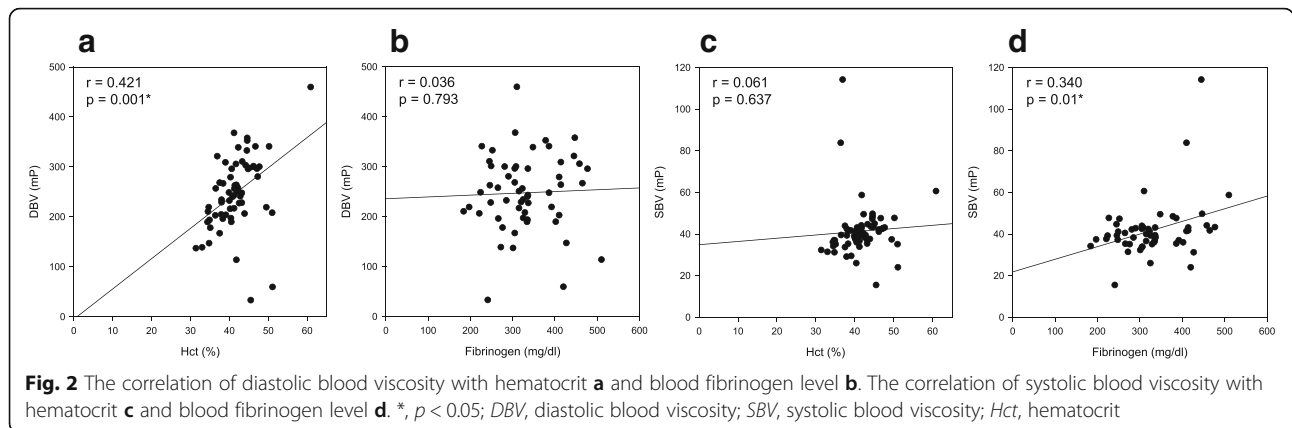 a
b
c
d
r = 0.421
p = 0.001*
r = 0.036
p = 0.793
r = 0.061
p = 0.637
r = 0.340
p = 0.01*
500
400
300
200
100
0
DBV (mP)
0 10 20 30 40 50 60
Hct (%)
500
400
300
200
100
0
DBV (mP)
0 100 200 300 400 500 600
Fibrinogen (mg/dl)
120
100
80
60
40
20
0
SBV (mP)
0 10 20 30 40 50 60
Hct (%)
120
100
80
60
40
20
0
SBV (mP)
0 100 200 300 400 500 600
Fibrinogen (mg/dl)
Fig. 2 The correlation of diastolic blood viscosity with hematocrit a and blood fibrinogen level b. The correlation of systolic blood viscosity with
hematocrit c and blood fibrinogen level d. *, p < 0.05; DBV, diastolic blood viscosity; SBV, systolic blood viscosity; Hct, hematocrit